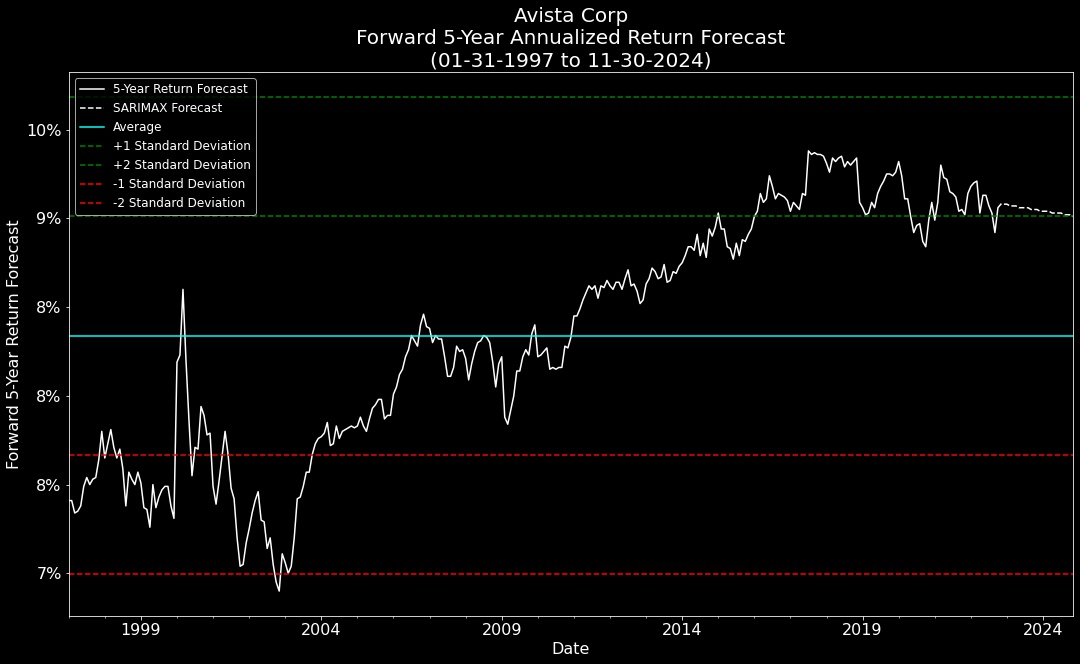 Avista Corp
Forward 5-Year Annualized Return Forecast
(01-31-1997 to 11-30-2024)
5-Year Return Forecast
SARIMAX Forecast
Average
+1 Standard Deviation
+2 Standard Deviation
-1 Standard Deviation
-2 Standard Deviation
Forward 5-Year Return Forecast
10%
9%
8%
8%
8%
7%
1999
2004
2009
2014
2019
2024
Date